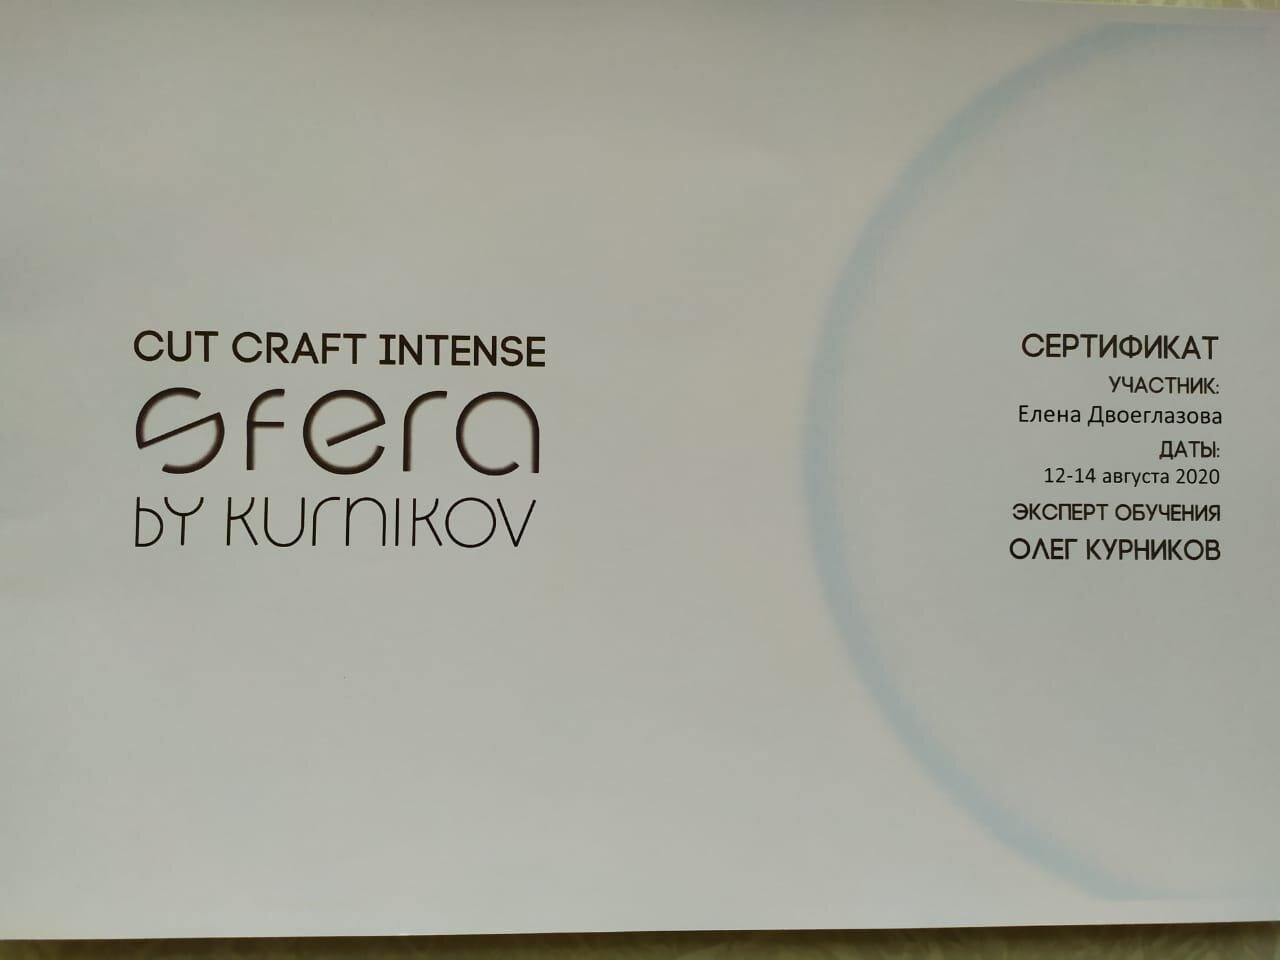 CUT CRAFT INTENSE
sfera
by KURNIKOV
СЕРТИФИКАТ
УЧАСТНИК:
Елена Двоеглазова
ДАТЫ:
12-14 августа 2020
ЭКСПЕРТ ОБУЧЕНИЯ
ОЛЕГ КУРНИКОВ